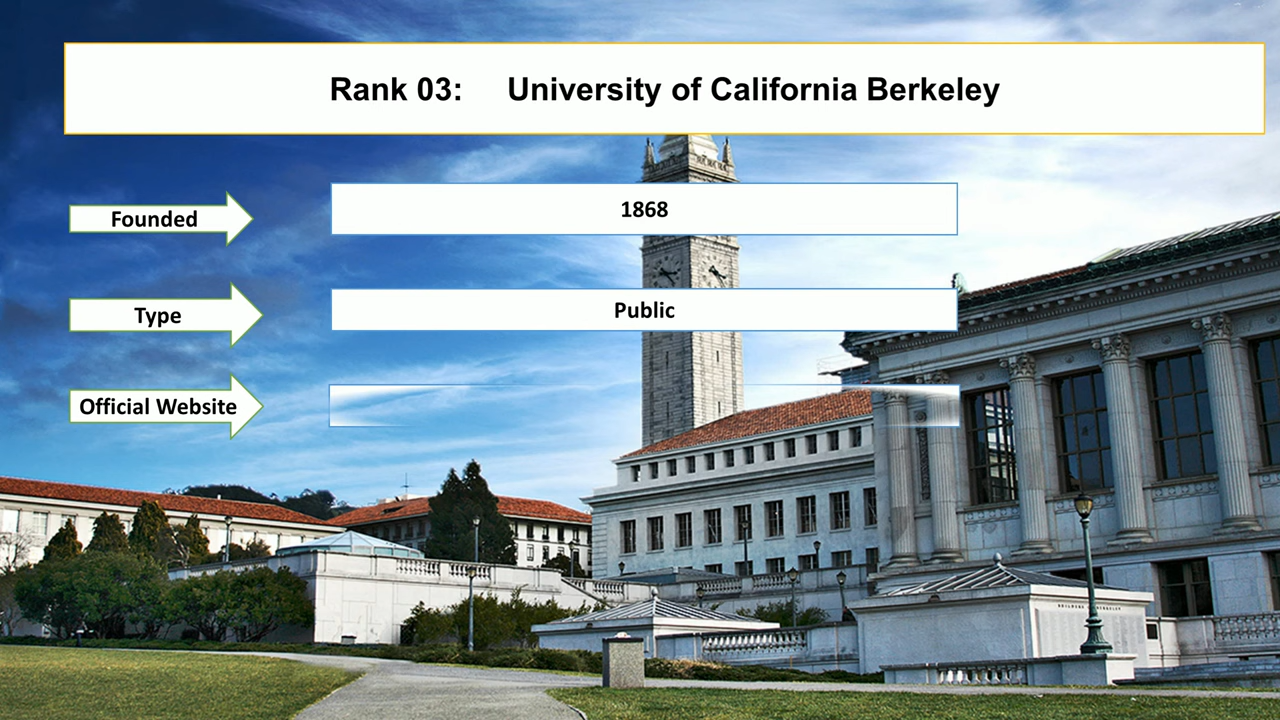 Rank 03: University of California Berkeley
Founded
1868
Type
Public
Official Website